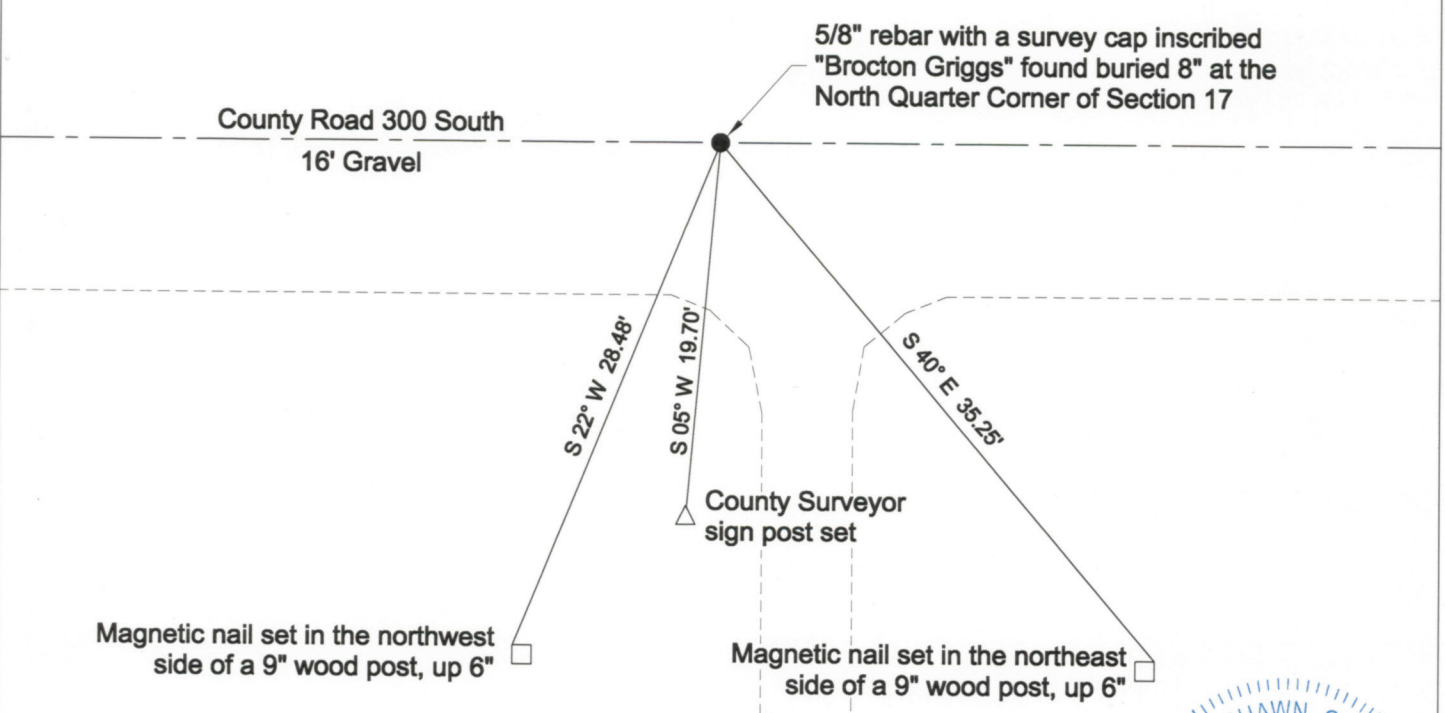 5/8" rebar with a survey cap inscribed
"Brocton Griggs" found buried 8" at the
North Quarter Corner of Section 17
County Road 300 South
16' Gravel
S 22° W 28.48'
S 05° W 19.70'
S 40° E 35.25'
County Surveyor
sign post set
Magnetic nail set in the northwest
side of a 9" wood post, up 6"
Magnetic nail set in the northeast
side of a 9" wood post, up 6"